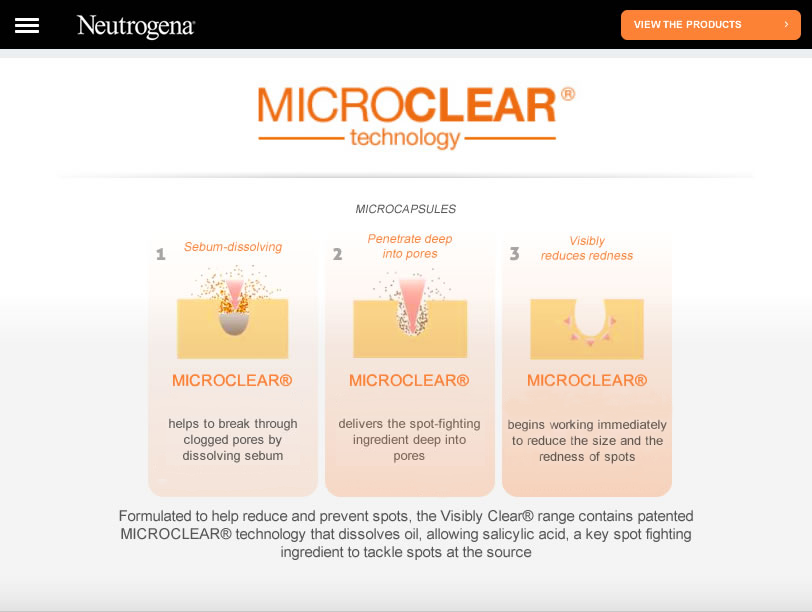 Neutrogena®
VIEW THE PRODUCTS
MICROCLEAR®
technology
MICROCAPSULES
1
Sebum-dissolving
MICROCLEAR®
helps to break through
clogged pores by
dissolving sebum
2
Penetrate deep
into pores
MICROCLEAR®
delivers the spot-fighting
ingredient deep into
pores
3
Visibly
reduces redness
MICROCLEAR®
begins working immediately
to reduce the size and the
redness of spots
Formulated to help reduce and prevent spots, the Visibly Clear® range contains patented
MICROCLEAR® technology that dissolves oil, allowing salicylic acid, a key spot fighting
ingredient to tackle spots at the source